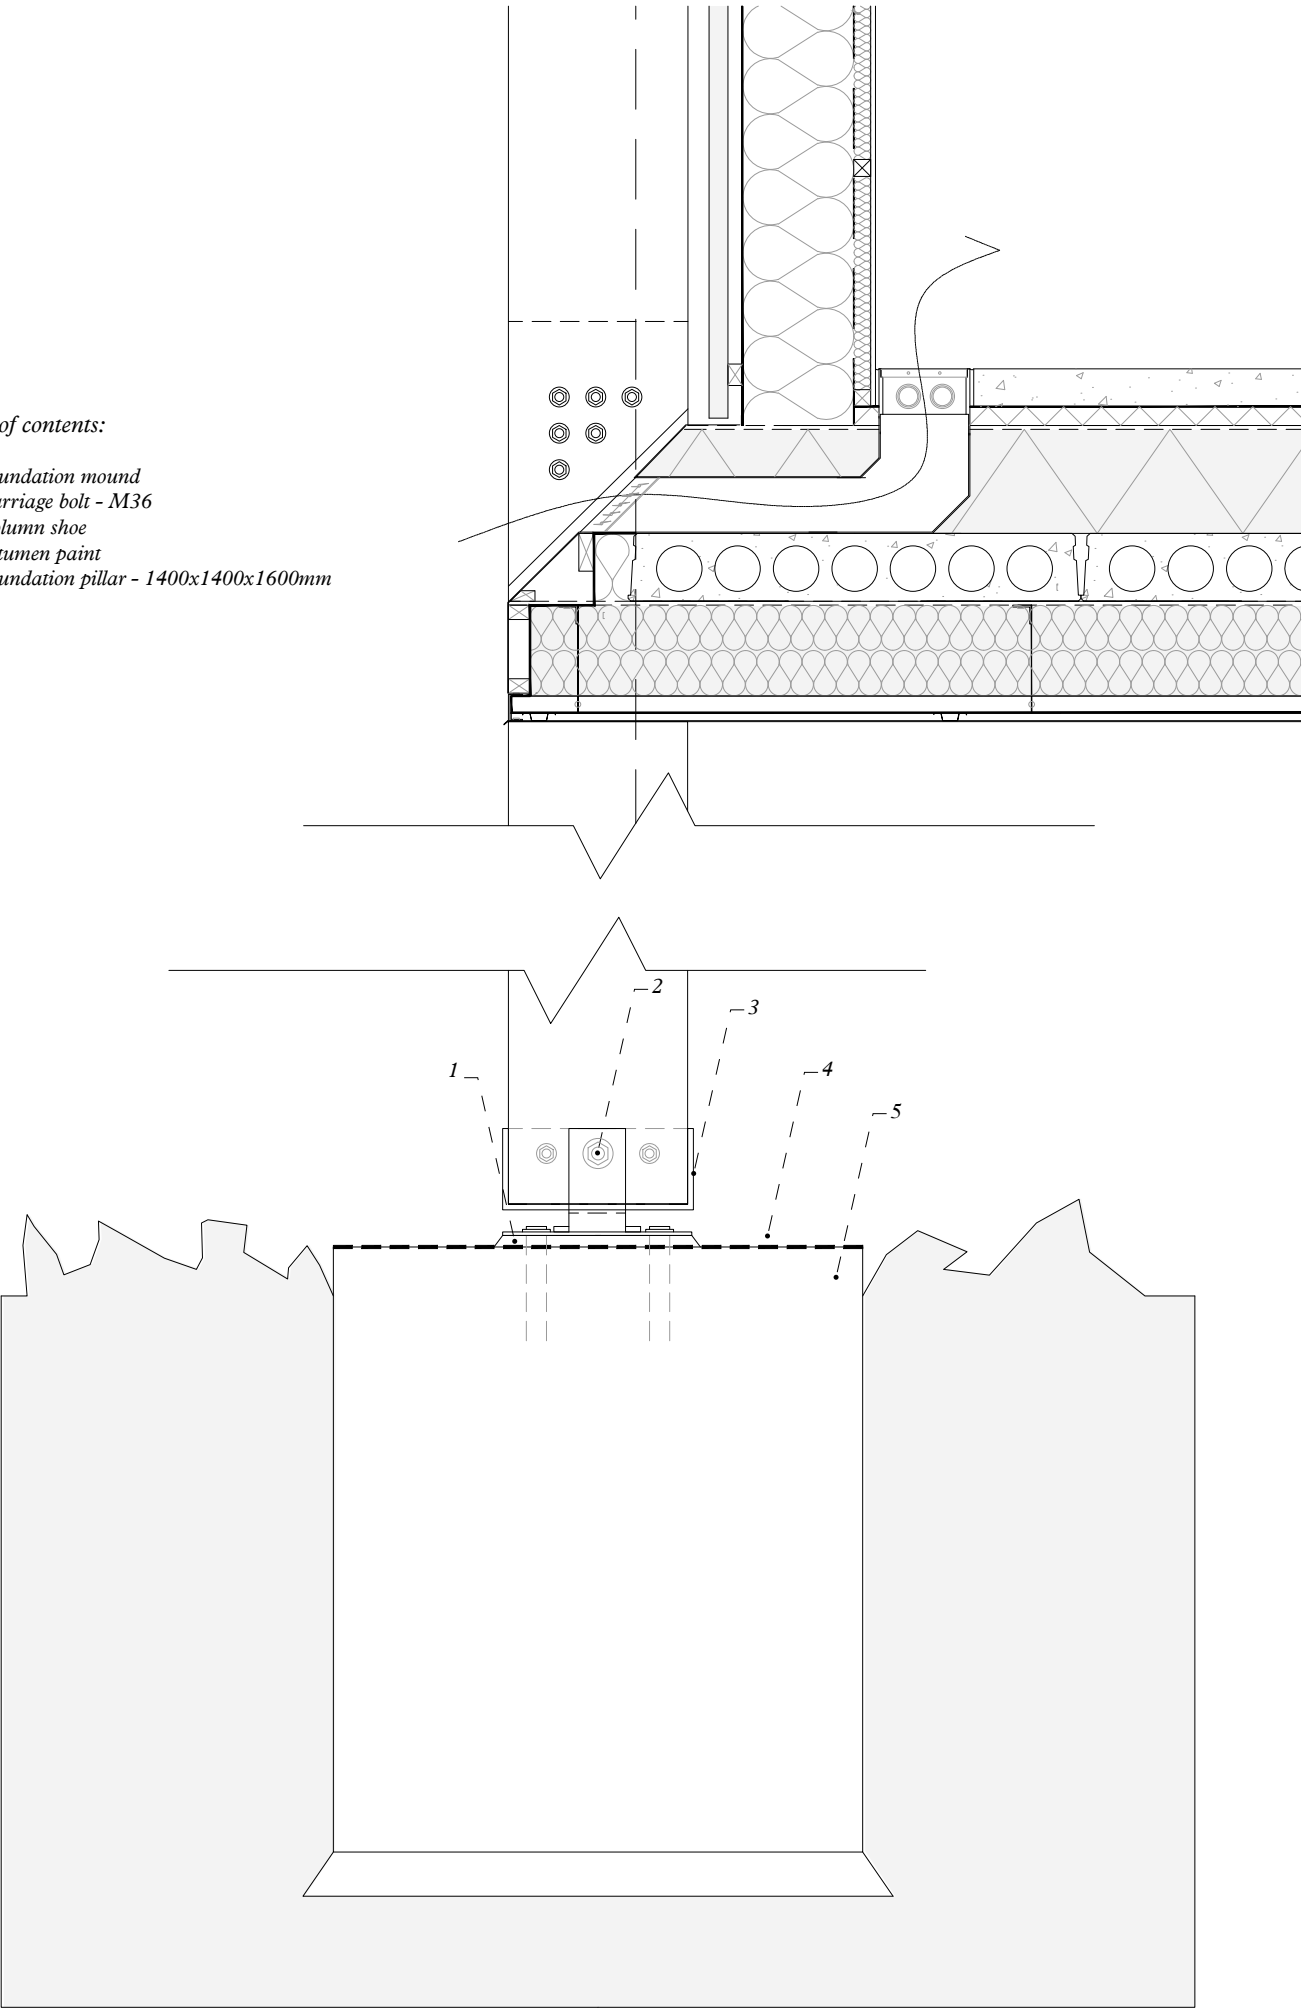 of contents:
undation mound
rriage bolt - M36
lumn shoe
tumen paint
undation pillar - 1400x1400x1600mm
2
3
1
4
5